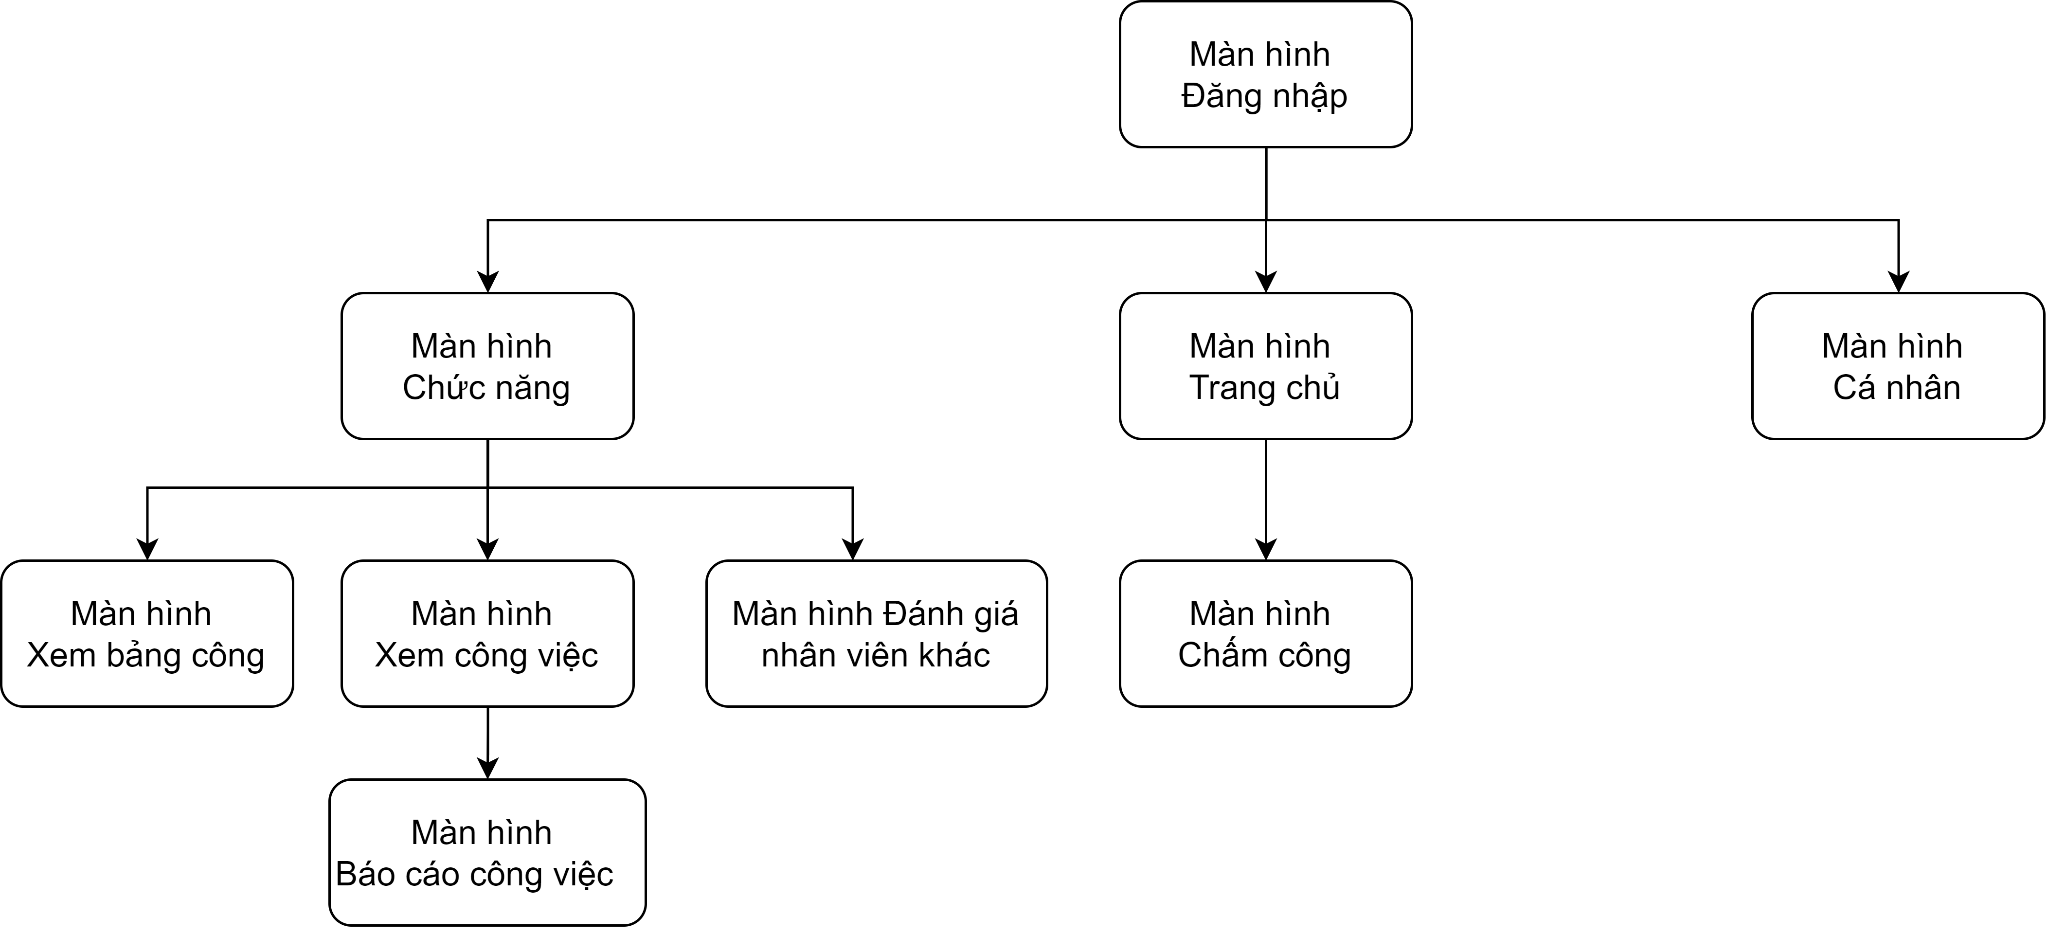 Màn hình
Đăng nhập
Màn hình
Chức năng
Màn hình
Trang chủ
Màn hình
Cá nhân
Màn hình
Xem bảng công
Màn hình
Xem công việc
Màn hình Đánh giá
nhân viên khác
Màn hình
Chấm công
Màn hình
Báo cáo công việc